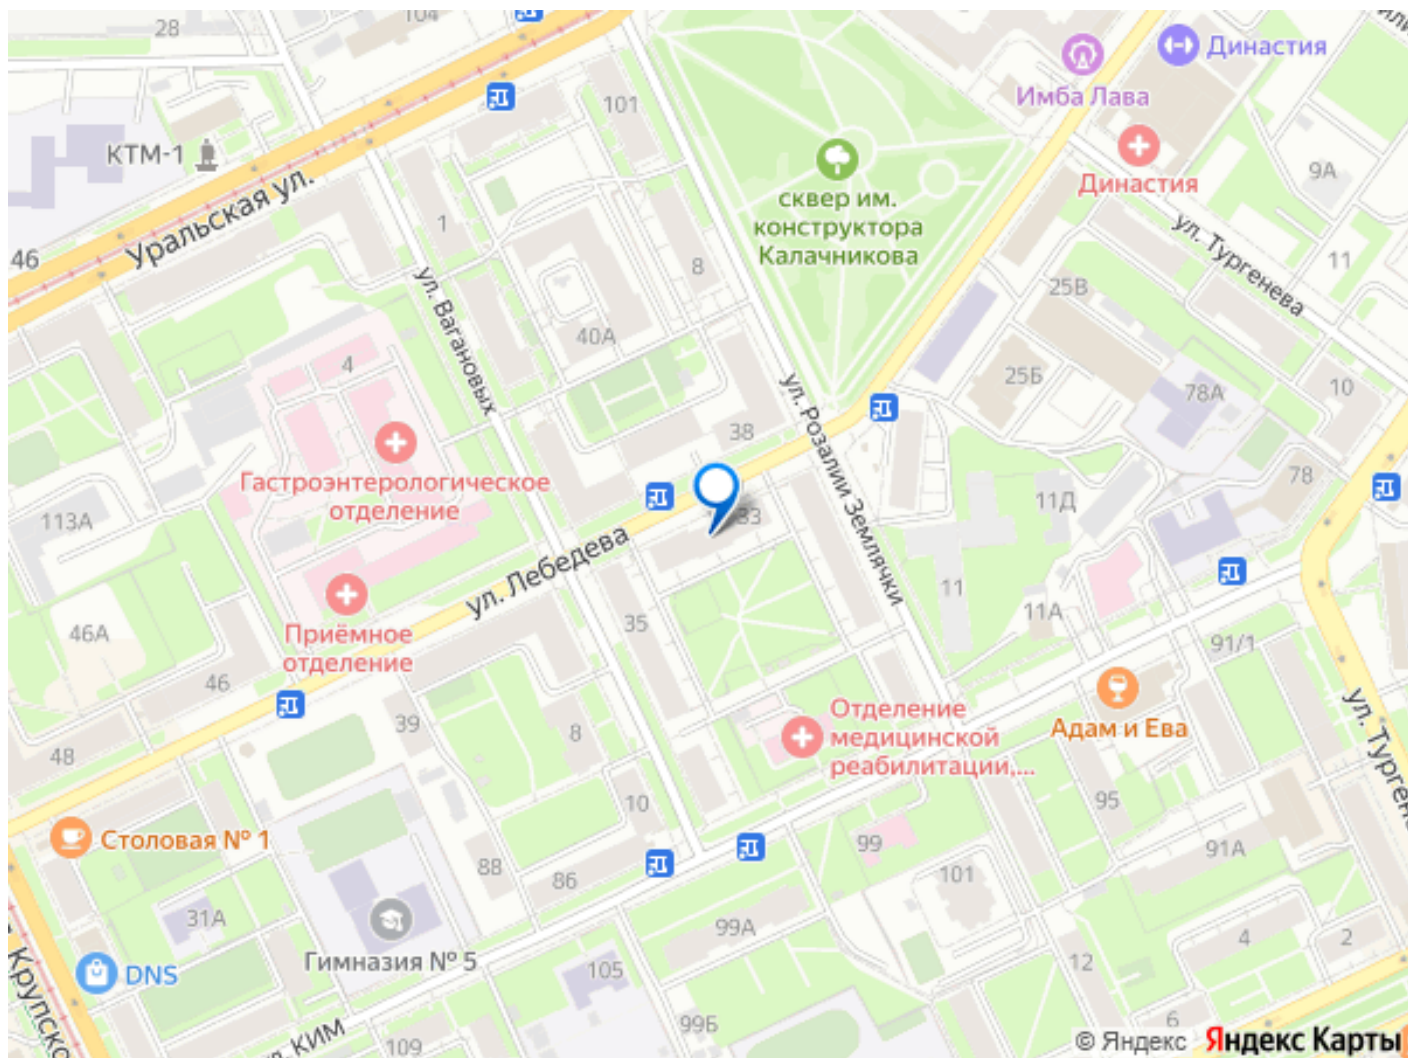 28
104
101
КТМ-1
Уральская ул.
46
1
ул. Вагановых
8
40А
4
сквер им.
конструктора
Калачникова
Имба Лава
Династия
Династия
9А
ул. Тургенева
11
25В
25Б
78А
10
ул. Розалии Землячки
38
33
Гастроэнтерологическое
отделение
113А
ул. Лебедева
Приёмное
отделение
46А
46
48
35
39
8
10
88
86
11Д
11
11А
78
91/1
ул. Тургене
Адам и Ева
Отделение
медицинской
реабилитации,...
95
99
101
91А
99А
Столовая № 1
31А
DNS
Гимназия № 5
105
99Б
109
КИМ
Крупско
12
4
2
6
© Яндекс Яндекс Карты